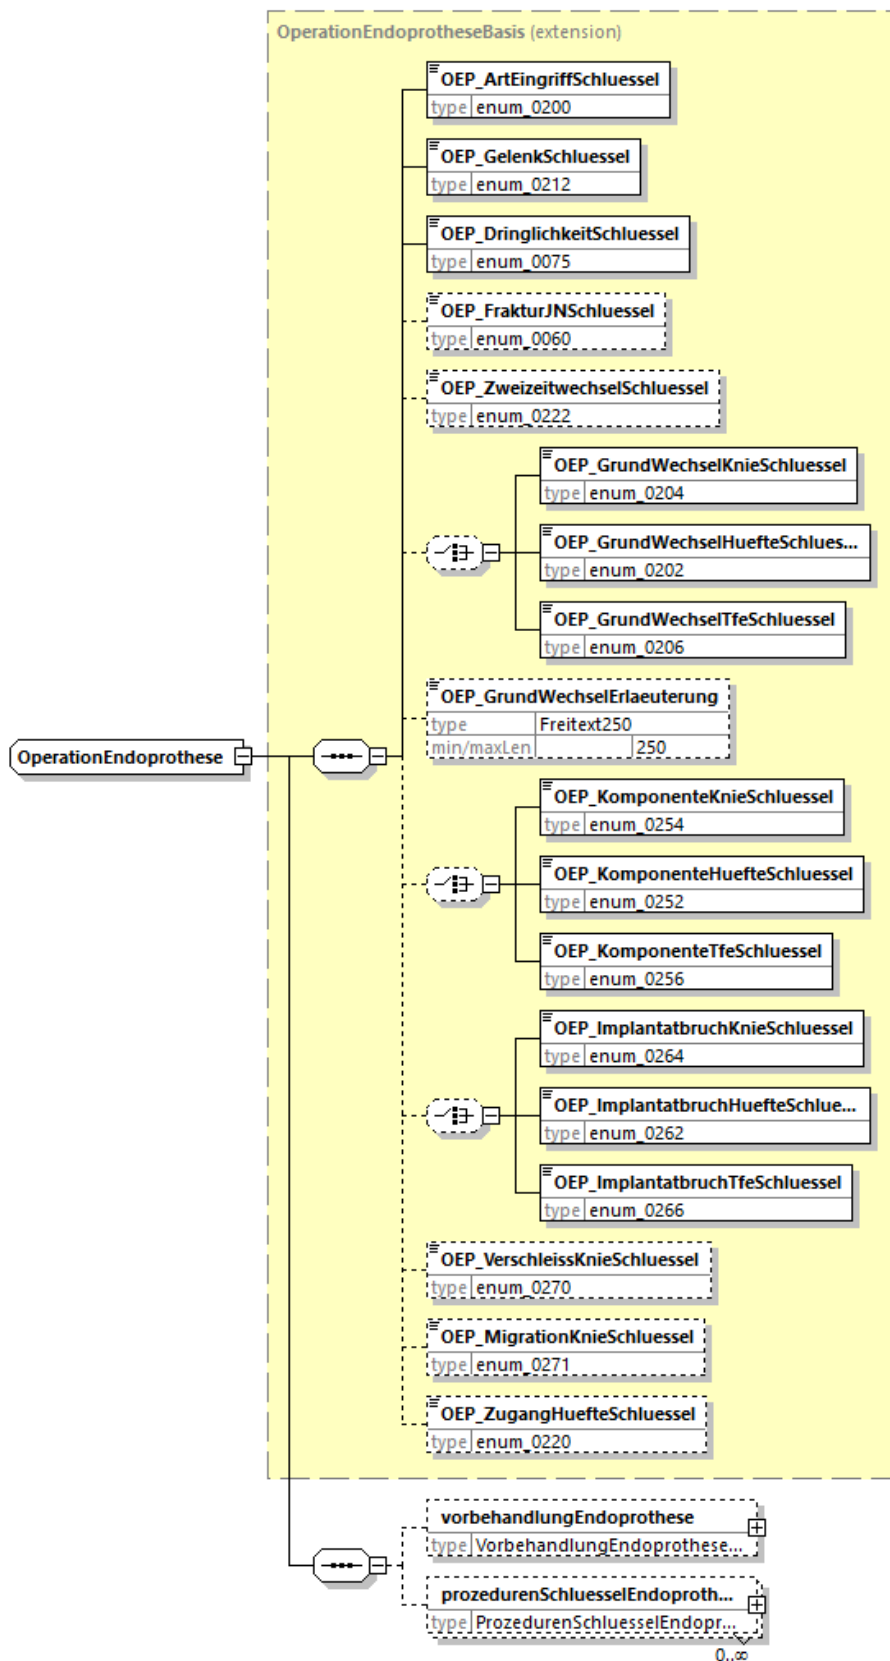 OperationEndoprotheseBasis (extension)
OEP_ArtEingriffSchluessel
type enum_0200
OEP_GelenkSchluessel
type enum_0212
OEP_DringlichkeitSchluessel
type enum_0075
OEP_FrakturJNSchluessel
type enum_0060
OEP_ZweizeitwechselSchluessel
type enum_0222
OEP_GrundWechselKnieSchluessel
type enum_0204
OEP_GrundWechselHuefteSchlues...
type enum_0202
OEP_GrundWechselTfeSchluessel
type enum_0206
OEP_GrundWechselErlaeuterung
type Freitext250
min/maxLen 250
OperationEndoprothese
OEP_KomponenteKnieSchluessel
type enum_0254
OEP_KomponenteHuefteSchluessel
type enum_0252
OEP_KomponenteTfeSchluessel
type enum_0256
OEP_ImplantatbruchKnieSchluessel
type enum_0264
OEP_ImplantatbruchHuefteSchlue...
type enum_0262
OEP_ImplantatbruchTfeSchluessel
type enum_0266
OEP_VerschleissKnieSchluessel
type enum_0270
OEP_MigrationKnieSchluessel
type enum_0271
OEP_ZugangHuefteSchluessel
type enum_0220
vorbehandlungEndoprothese
type VorbehandlungEndoprothese...
prozedurenSchluesselEndoproth...
type ProzedurenSchluesselEndopr...
0..∞